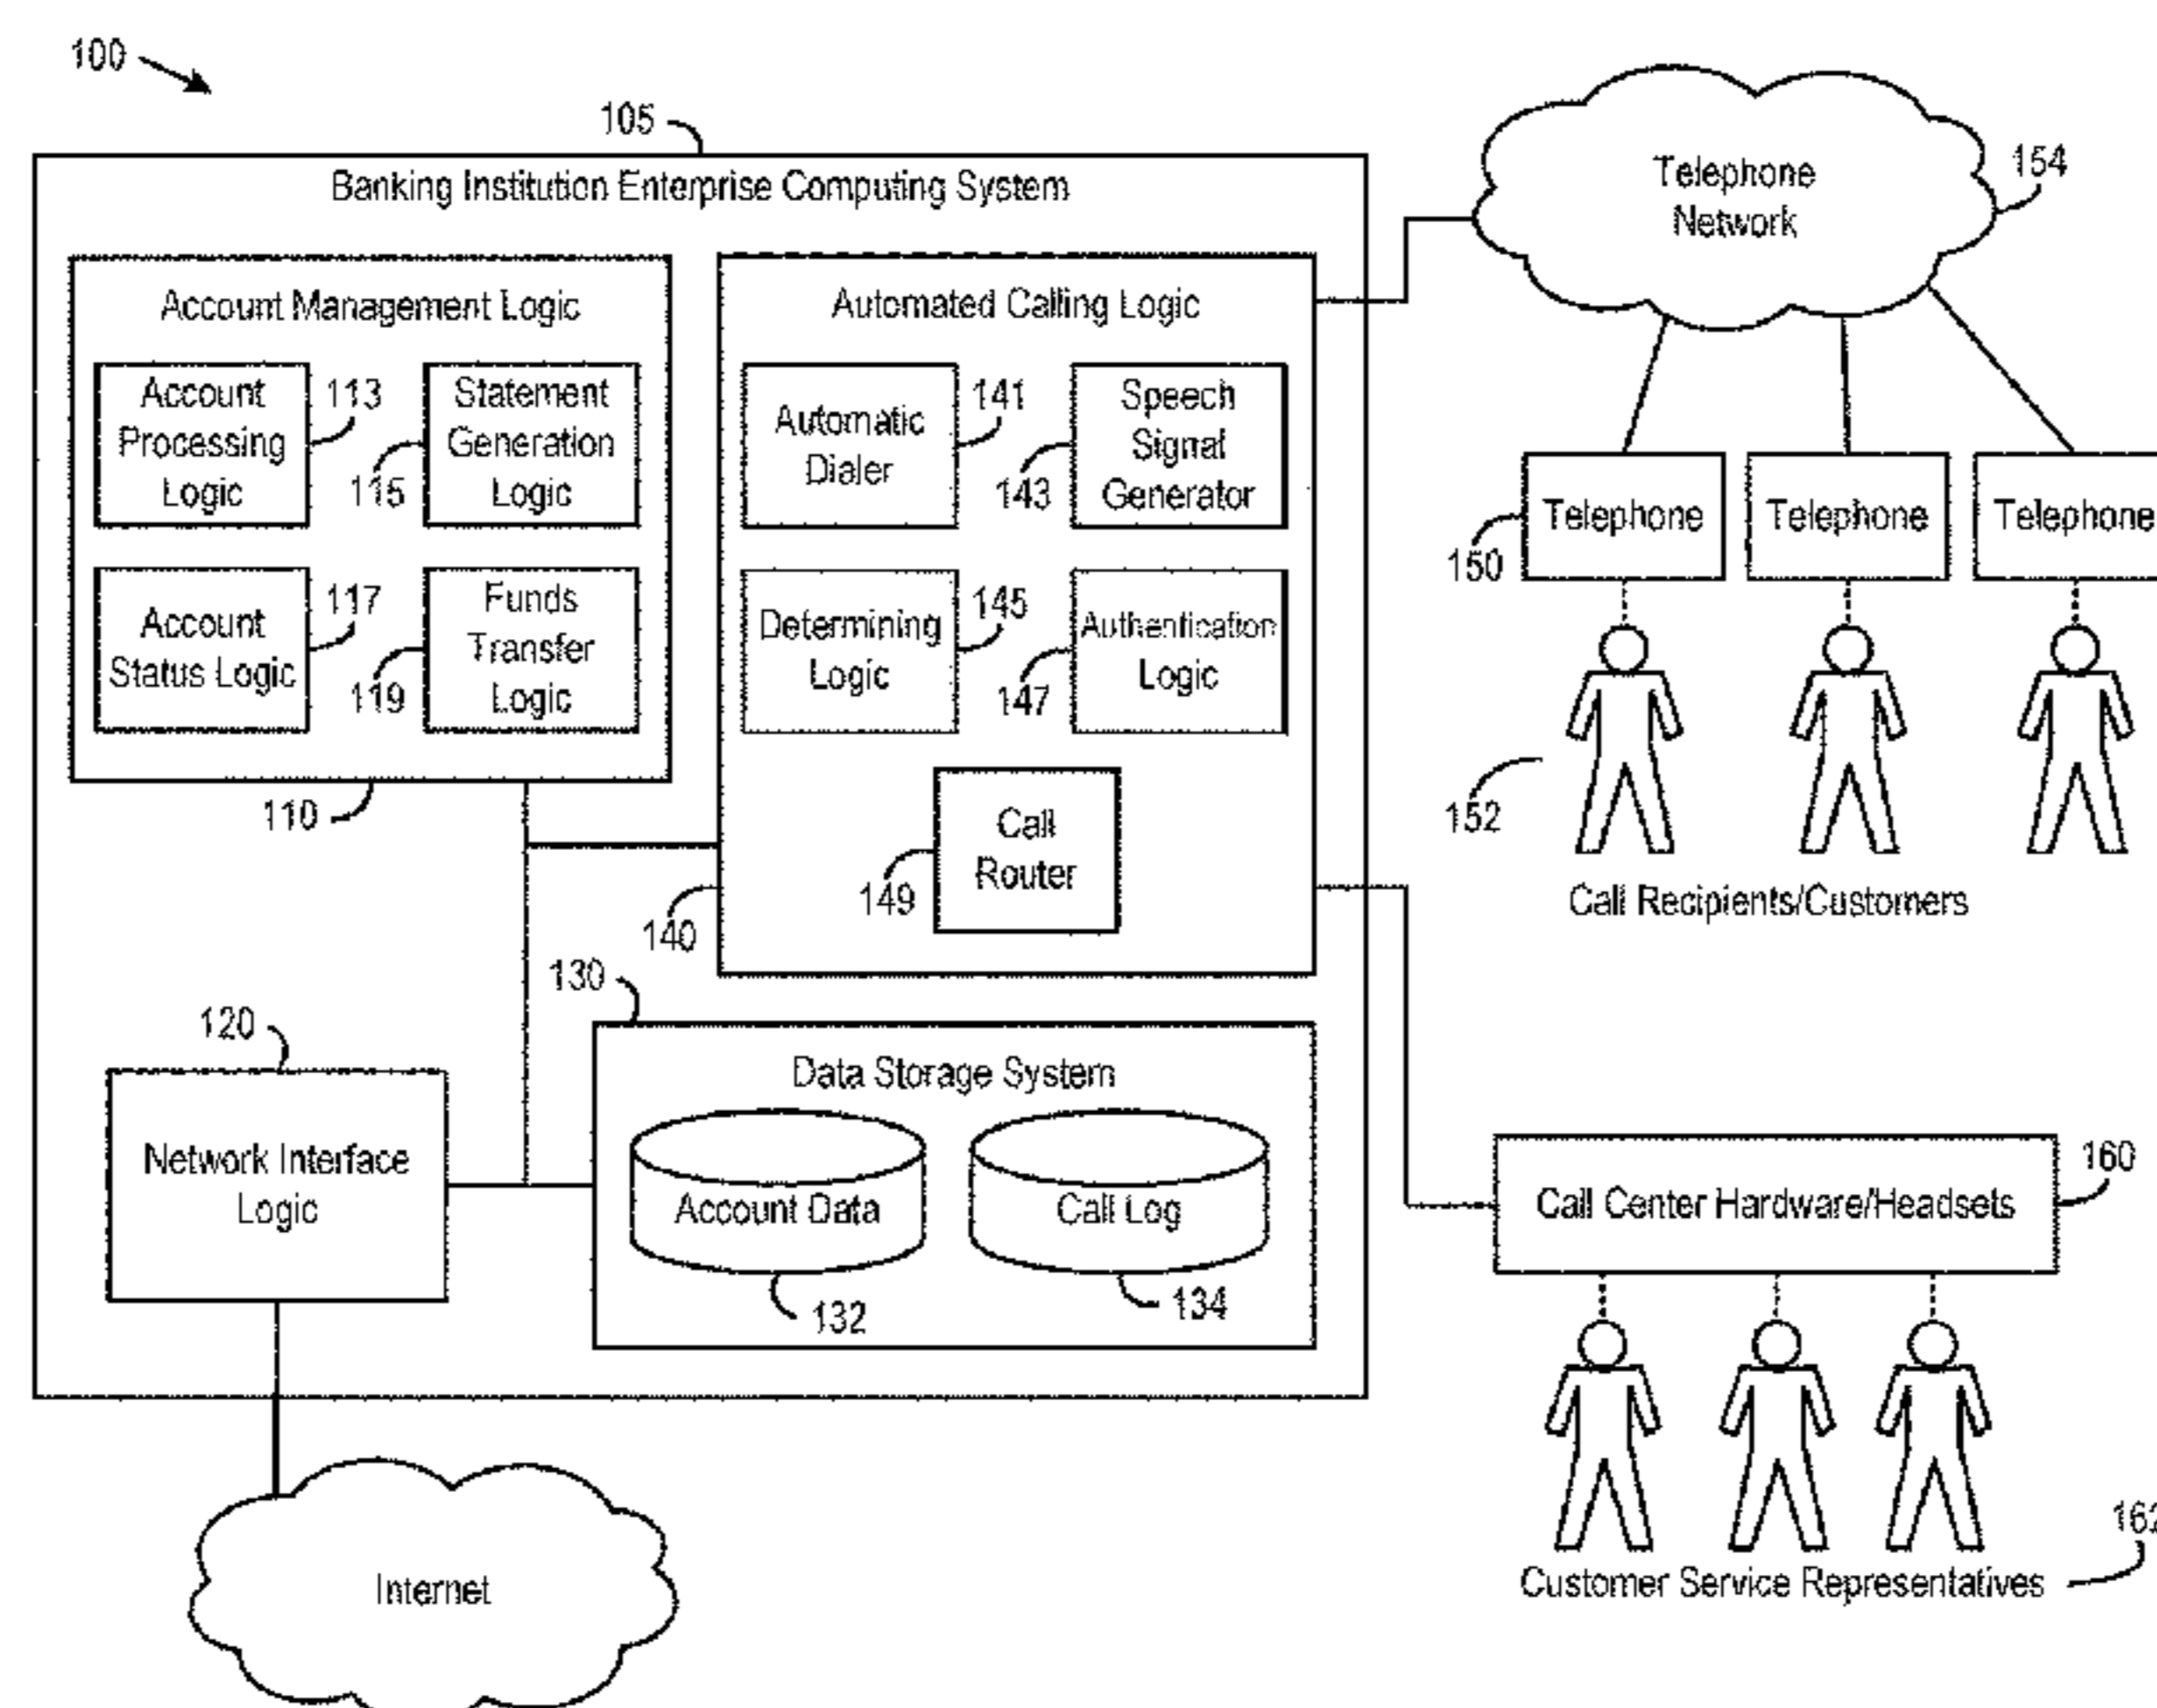 100
105
Banking Institution Enterprise Computing System
Account Management Logic
Account
Processing
Logic
113
Statement
Generation
Logic
115
Account
Status Logic
117
Funds
Transfer
Logic
119
110
Automated Calling Logic
Automatic
Dialer
141
Speech
Signal
Generator
143
Determining
Logic
145
Authentication
Logic
147
Call
Router
149
140
130
120
Network Interface
Logic
Data Storage System
Account Data
132
Call Log
134
Internet
Telephone
Network
154
Telephone
Telephone
Telephone
150
152
Call Recipients/Customers
Call Center Hardware/Headsets
160
Customer Service Representatives
162